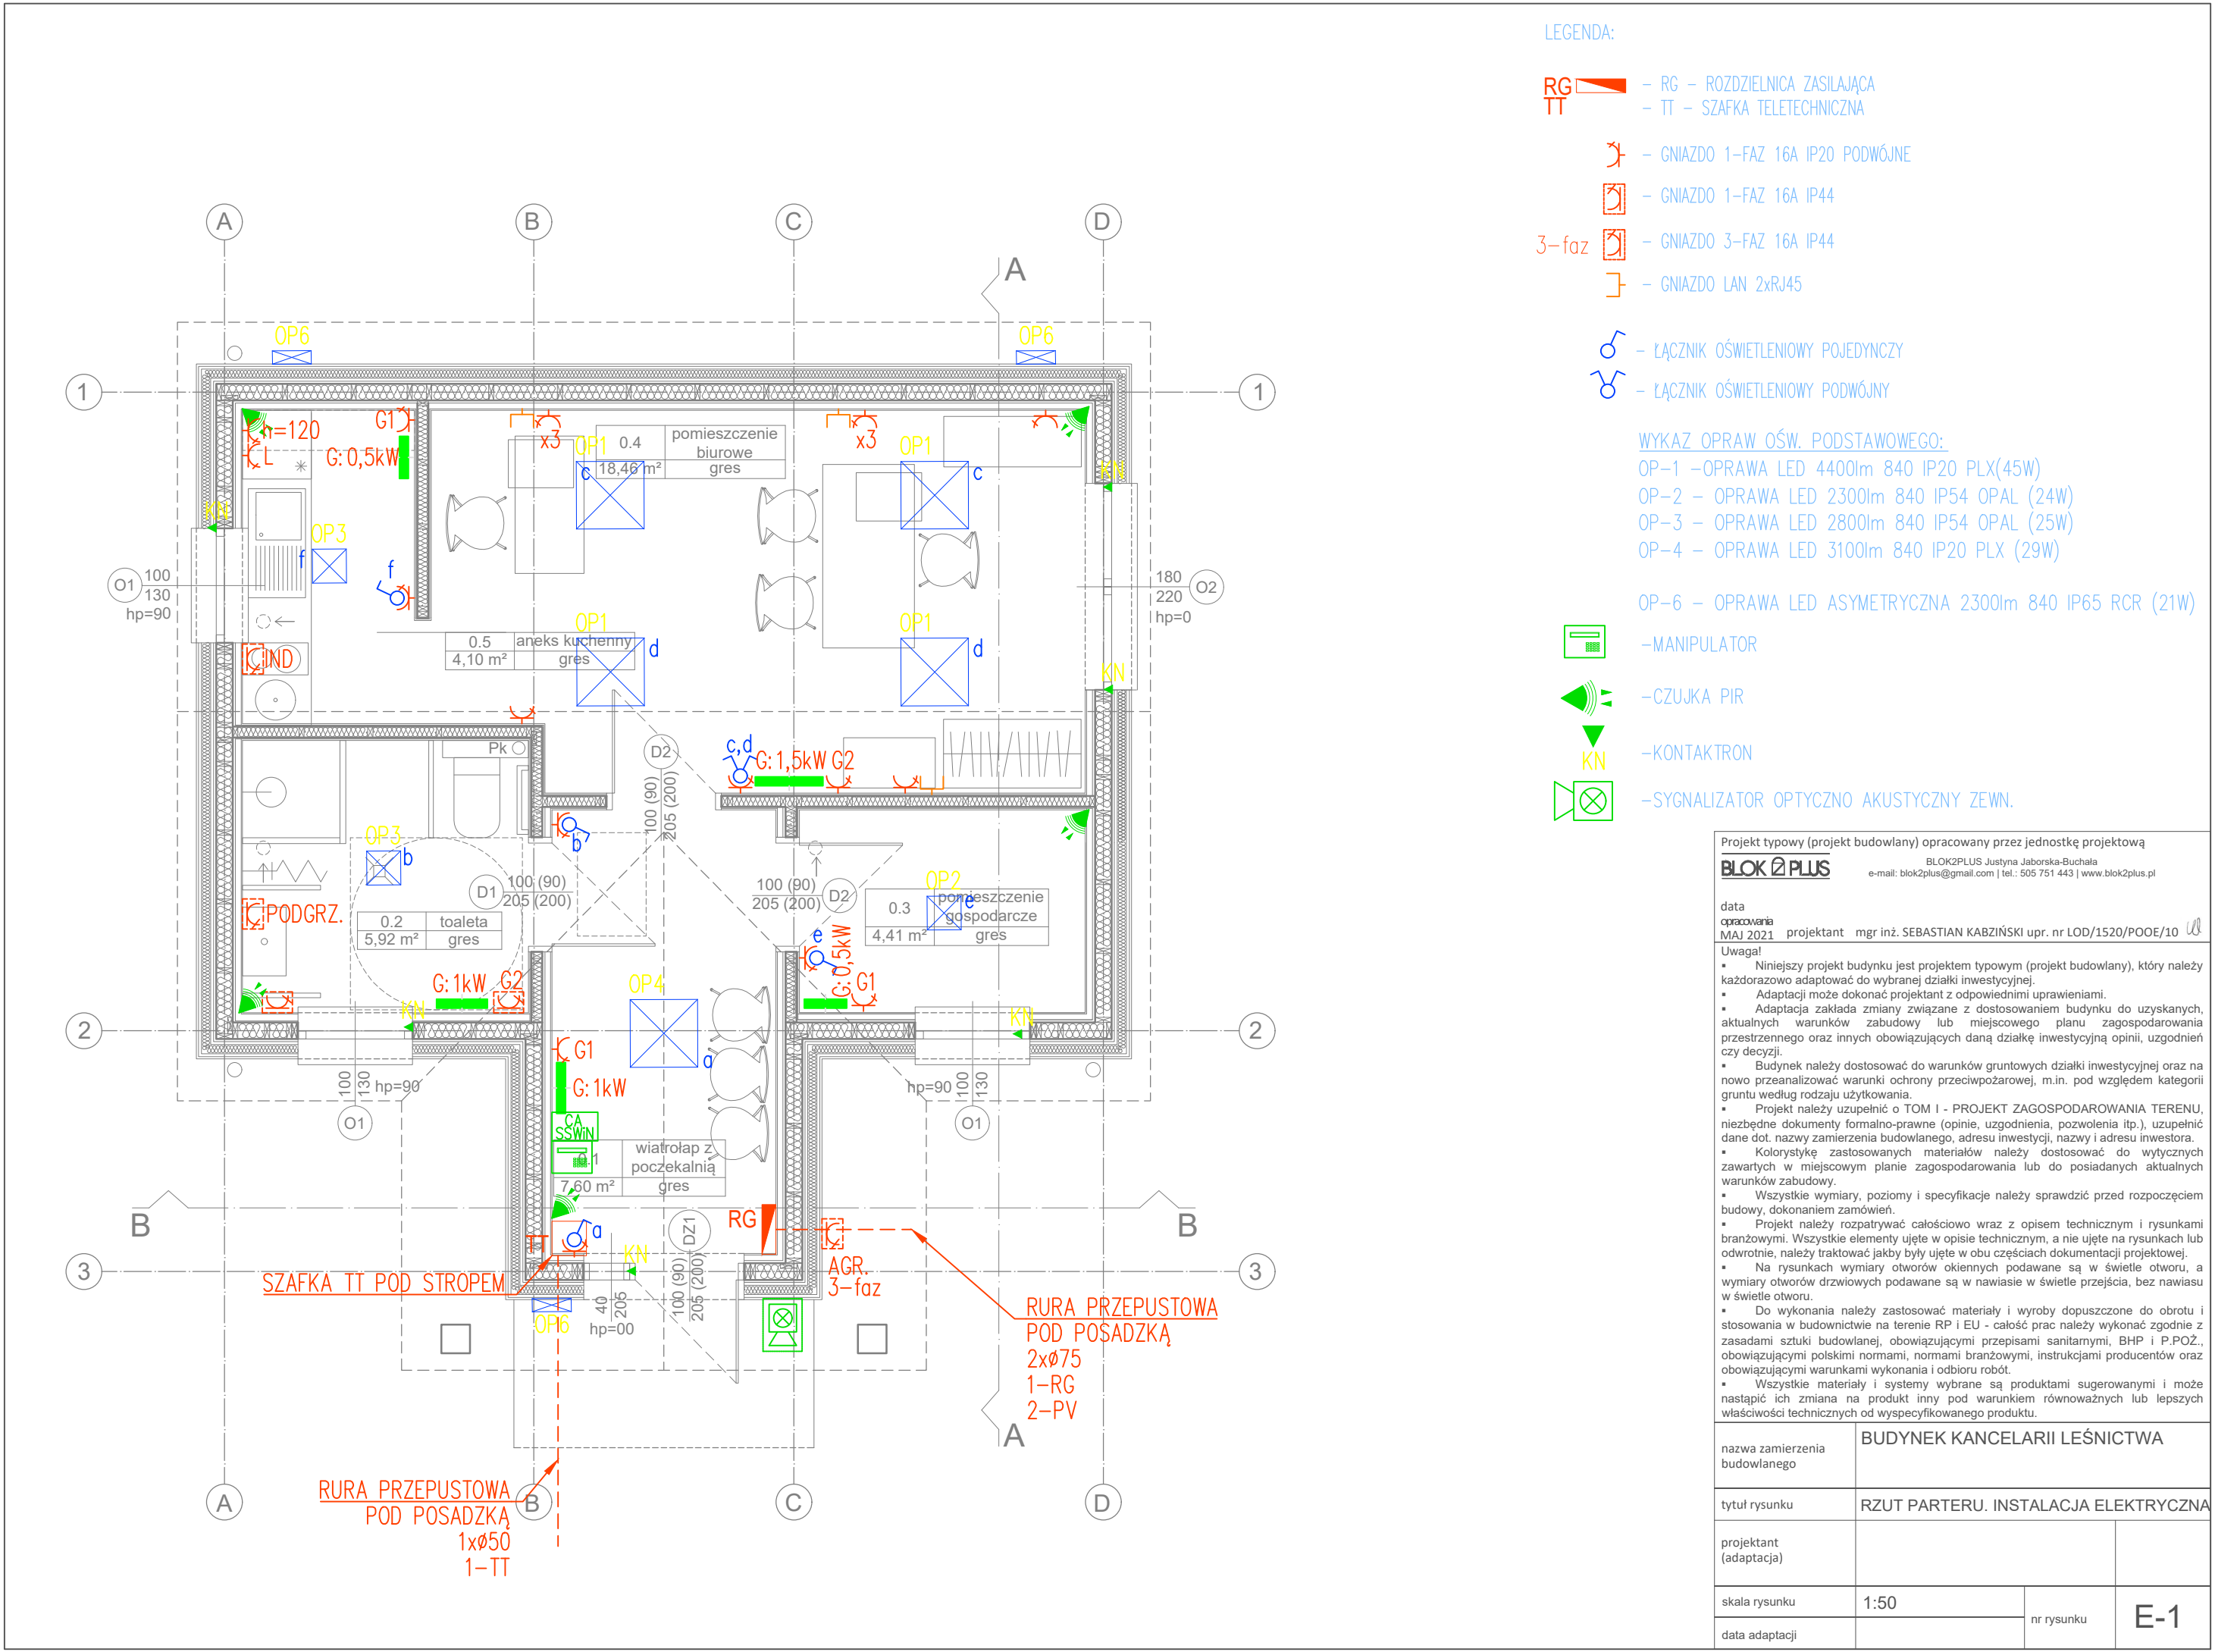 LEGENDA:
RG
TT
- RG - ROZDZIELNICA ZASILAJĄCA
- TT - SZAFKA TELETECHNICZNA
- GNIAZDO 1-FAZ 16A IP20 PODWÓJNE
- GNIAZDO 1-FAZ 16A IP44
3-faz - GNIAZDO 3-FAZ 16A IP44
- GNIAZDO LAN 2xRJ45
- ŁĄCZNIK OŚWIETLENIOWY POJEDYNCZY
- ŁĄCZNIK OŚWIETLENIOWY PODWÓJNY
WYKAZ OPRAW OŚW. PODSTAWOWEGO:
OP-1 -OPRAWA LED 4400lm 840 IP20 PLX(45W)
OP-2 - OPRAWA LED 2300lm 840 IP54 OPAL (24W)
OP-3 - OPRAWA LED 2800lm 840 IP54 OPAL (25W)
OP-4 - OPRAWA LED 3100lm 840 IP20 PLX (29W)
OP-6 - OPRAWA LED ASYMETRYCZNA 2300lm 840 IP65 RCR (21W)
-MANIPULATOR
-CZUJKA PIR
KN -KONTAKTRON
-SYGNALIZATOR OPTYCZNO AKUSTYCZNY ZEWN.
A
B
C
D
A
OP6
OP6
1
1
h=120
L
G1
G:0,5kW
x3
OP1
c
0.4 pomieszczenie biurowe
18,46 m² gres
x3
OP1
c
KN
KN
OP3
f
f
O1
100
130
hp=90
180
220
hp=0
O2
IND
0.5 aneks kuchenny
4,10 m² gres
OP1
d
OP1
d
KN
Pk
D2
100 (90)
205 (200)
c,d
G:1,5kW G2
OP3
b
b
D1
100 (90)
205 (200)
100 (90)
205 (200)
D2
OP2
e
0.3 pomieszczenie gospodarcze
4,41 m² gres
PODGRZ.
0.2 toaleta
5,92 m² gres
e
G:0,5kW
G1
G:1kW
G2
KN
OP4
a
KN
2
2
G1
G:1kW
100
130
hp=90
O1
hp=90
100
130
O1
CA
SSWiN
0.1 wiatrołap z poczekalnią
7,60 m² gres
B
B
RG
TT
a
KN
DZ1
100 (90)
205 (200)
AGR.
3-faz
3
3
SZAFKA TT POD STROPEM
OP6
40
205
hp=00
RURA PRZEPUSTOWA
POD POSADZKĄ
2xø75
1-RG
2-PV
A
RURA PRZEPUSTOWA
POD POSADZKĄ
1xø50
1-TT
A
B
C
D
Projekt typowy (projekt budowlany) opracowany przez jednostkę projektową
BLOK 2 PLUS
BLOK2PLUS Justyna Jaborska-Buchała
e-mail: blok2plus@gmail.com | tel.: 505 751 443 | www.blok2plus.pl
data
opracowania
MAJ 2021 projektant mgr inż. SEBASTIAN KABZIŃSKI upr. nr LOD/1520/POOE/10
Uwaga!
▪ Niniejszy projekt budynku jest projektem typowym (projekt budowlany), który należy
każdorazowo adaptować do wybranej działki inwestycyjnej.
▪ Adaptacji może dokonać projektant z odpowiednimi uprawieniami.
▪ Adaptacja zakłada zmiany związane z dostosowaniem budynku do uzyskanych,
aktualnych warunków zabudowy lub miejscowego planu zagospodarowania
przestrzennego oraz innych obowiązujących daną działkę inwestycyjną opinii, uzgodnień
czy decyzji.
▪ Budynek należy dostosować do warunków gruntowych działki inwestycyjnej oraz na
nowo przeanalizować warunki ochrony przeciwpożarowej, m.in. pod względem kategorii
gruntu według rodzaju użytkowania.
▪ Projekt należy uzupełnić o TOM I - PROJEKT ZAGOSPODAROWANIA TERENU,
niezbędne dokumenty formalno-prawne (opinie, uzgodnienia, pozwolenia itp.), uzupełnić
dane dot. nazwy zamierzenia budowlanego, adresu inwestycji, nazwy i adresu inwestora.
▪ Kolorystykę zastosowanych materiałów należy dostosować do wytycznych
zawartych w miejscowym planie zagospodarowania lub do posiadanych aktualnych
warunków zabudowy.
▪ Wszystkie wymiary, poziomy i specyfikacje należy sprawdzić przed rozpoczęciem
budowy, dokonaniem zamówień.
▪ Projekt należy rozpatrywać całościowo wraz z opisem technicznym i rysunkami
branżowymi. Wszystkie elementy ujęte w opisie technicznym, a nie ujęte na rysunkach lub
odwrotnie, należy traktować jakby były ujęte w obu częściach dokumentacji projektowej.
▪ Na rysunkach wymiary otworów okiennych podawane są w świetle otworu, a
wymiary otworów drzwiowych podawane są w nawiasie w świetle przejścia, bez nawiasu
w świetle otworu.
▪ Do wykonania należy zastosować materiały i wyroby dopuszczone do obrotu i
stosowania w budownictwie na terenie RP i EU - całość prac należy wykonać zgodnie z
zasadami sztuki budowlanej, obowiązującymi przepisami sanitarnymi, BHP i P.POŻ.,
obowiązującymi polskimi normami, normami branżowymi, instrukcjami producentów oraz
obowiązującymi warunkami wykonania i odbioru robót.
▪ Wszystkie materiały i systemy wybrane są produktami sugerowanymi i może
nastąpić ich zmiana na produkt inny pod warunkiem równoważnych lub lepszych
właściwości technicznych od wyspecyfikowanego produktu.
nazwa zamierzenia
budowlanego
BUDYNEK KANCELARII LEŚNICTWA
tytuł rysunku RZUT PARTERU. INSTALACJA ELEKTRYCZNA
projektant
(adaptacja)
skala rysunku 1:50
data adaptacji
nr rysunku E-1